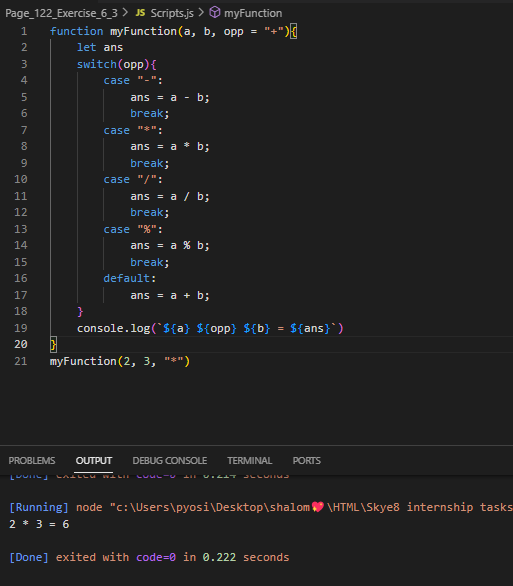 Page_122_Exercise_6_3 > JS Scripts.js > myFunction
1 function myFunction(a, b, opp = "+"){
2     let ans
3     switch(opp){
4         case "-":
5             ans = a - b;
6             break;
7         case "*":
8             ans = a * b;
9             break;
10         case "/":
11             ans = a / b;
12             break;
13         case "%":
14             ans = a % b;
15             break;
16         default:
17             ans = a + b;
18     }
19     console.log(`${a} ${opp} ${b} = ${ans}`)
20 }
21 myFunction(2, 3, "*")
PROBLEMS OUTPUT DEBUG CONSOLE TERMINAL PORTS
[Done] exited with code=0 in 0.214 seconds
[Running] node "c:\Users\pyosi\Desktop\shalom💖\HTML\Skye8 internship tasks
2 * 3 = 6
[Done] exited with code=0 in 0.222 seconds